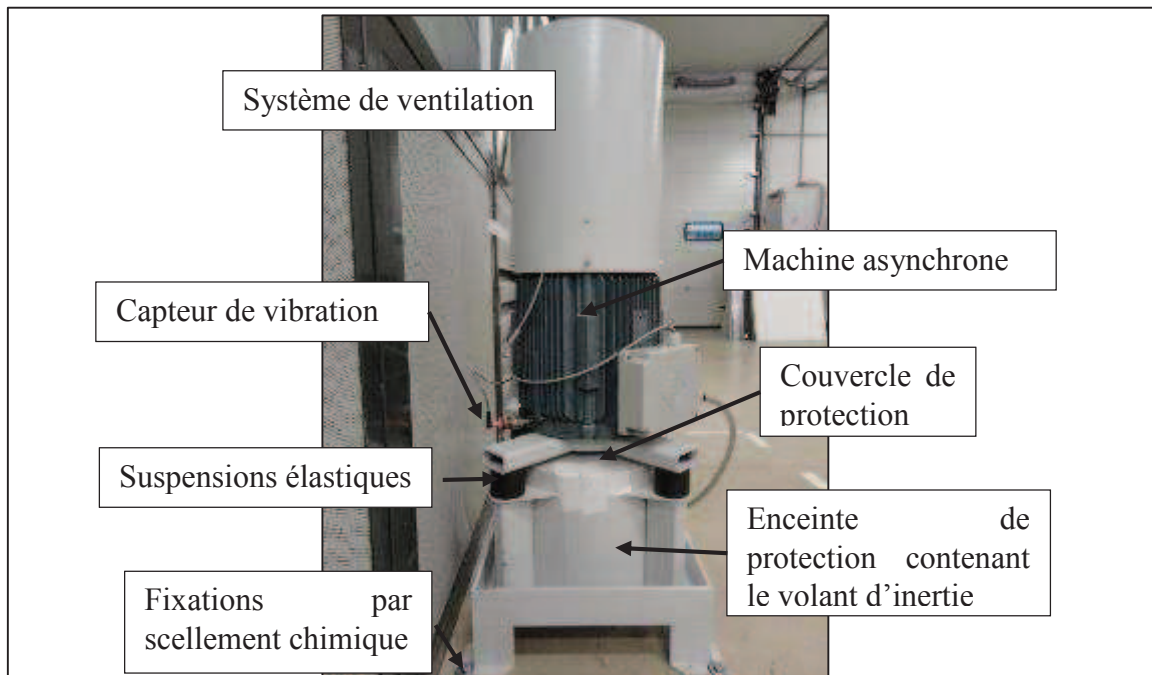 Système de ventilation
Machine asynchrone
Capteur de vibration
Couvercle de
protection
Suspensions élastiques
Enceinte de
protection contenant
le volant d'inertie
Fixations par
scellement chimique